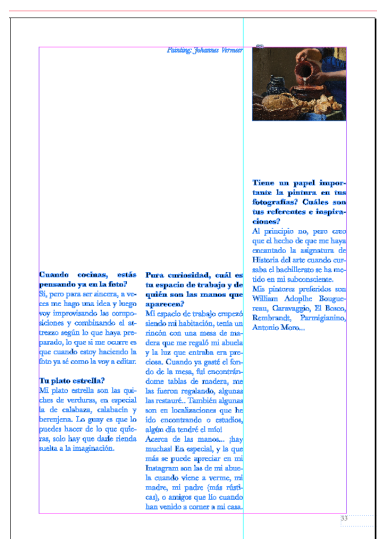 Painting: Johannes Vermeer
Cuando cocinas, estás
pensando ya en la foto?
Sí, pero para ser sincera, a ve-
ces me hago una idea y luego
voy improvisando las compo-
siciones y combinando el at-
trezzo según lo que haya pre-
parado, lo que si me ocurre es
que cuando estoy haciendo la
foto ya sé como la voy a editar.
Tu plato estrella?
Mi plato estrella son las qui-
ches de verduras, en especial
la de calabaza, calabacín y
berenjena. Lo guay es que lo
puedes hacer de lo que quie-
ras, solo hay que darle rienda
suelta a la imaginación.
Pura curiosidad, cuál es
tu espacio de trabajo y de
quién son las manos que
aparecen?
Mi espacio de trabajo empezó
siendo mi habitación, tenía un
rincón con una mesa de ma-
dera que me regaló mi abuela
y la luz que entraba era pre-
ciosa. Cuando ya gasté el fon-
do de la mesa, fui encontrán-
dome tablas de madera, me
las fueron regalando, algunas
las restauré.. También algunas
son en localizaciones que he
ido encontrando o estudios,
algún día tendré el mío!
Acerca de las manos... ¡hay
muchas! En especial, y la que
más se puede apreciar en mi
Instagram son las de mi abue-
la cuando viene a verme, mi
madre, mi padre (más rústi-
cas), o amigos que lío cuando
han venido a comer a mi casa.
Tiene un papel impor-
tante la pintura en tus
fotografías? Cuáles son
tus referentes e inspira-
ciones?
Al principio no, pero creo
que el hecho de que me haya
encantado la asignatura de
Historia del arte cuando cur-
saba el bachillerato se ha me-
tido en mi subconsciente.
Mis pintores preferidos son
William Adoplhe Bougue-
reau, Caravaggio, El Bosco,
Rembrandt, Parmigianino,
Antonio Moro...
33